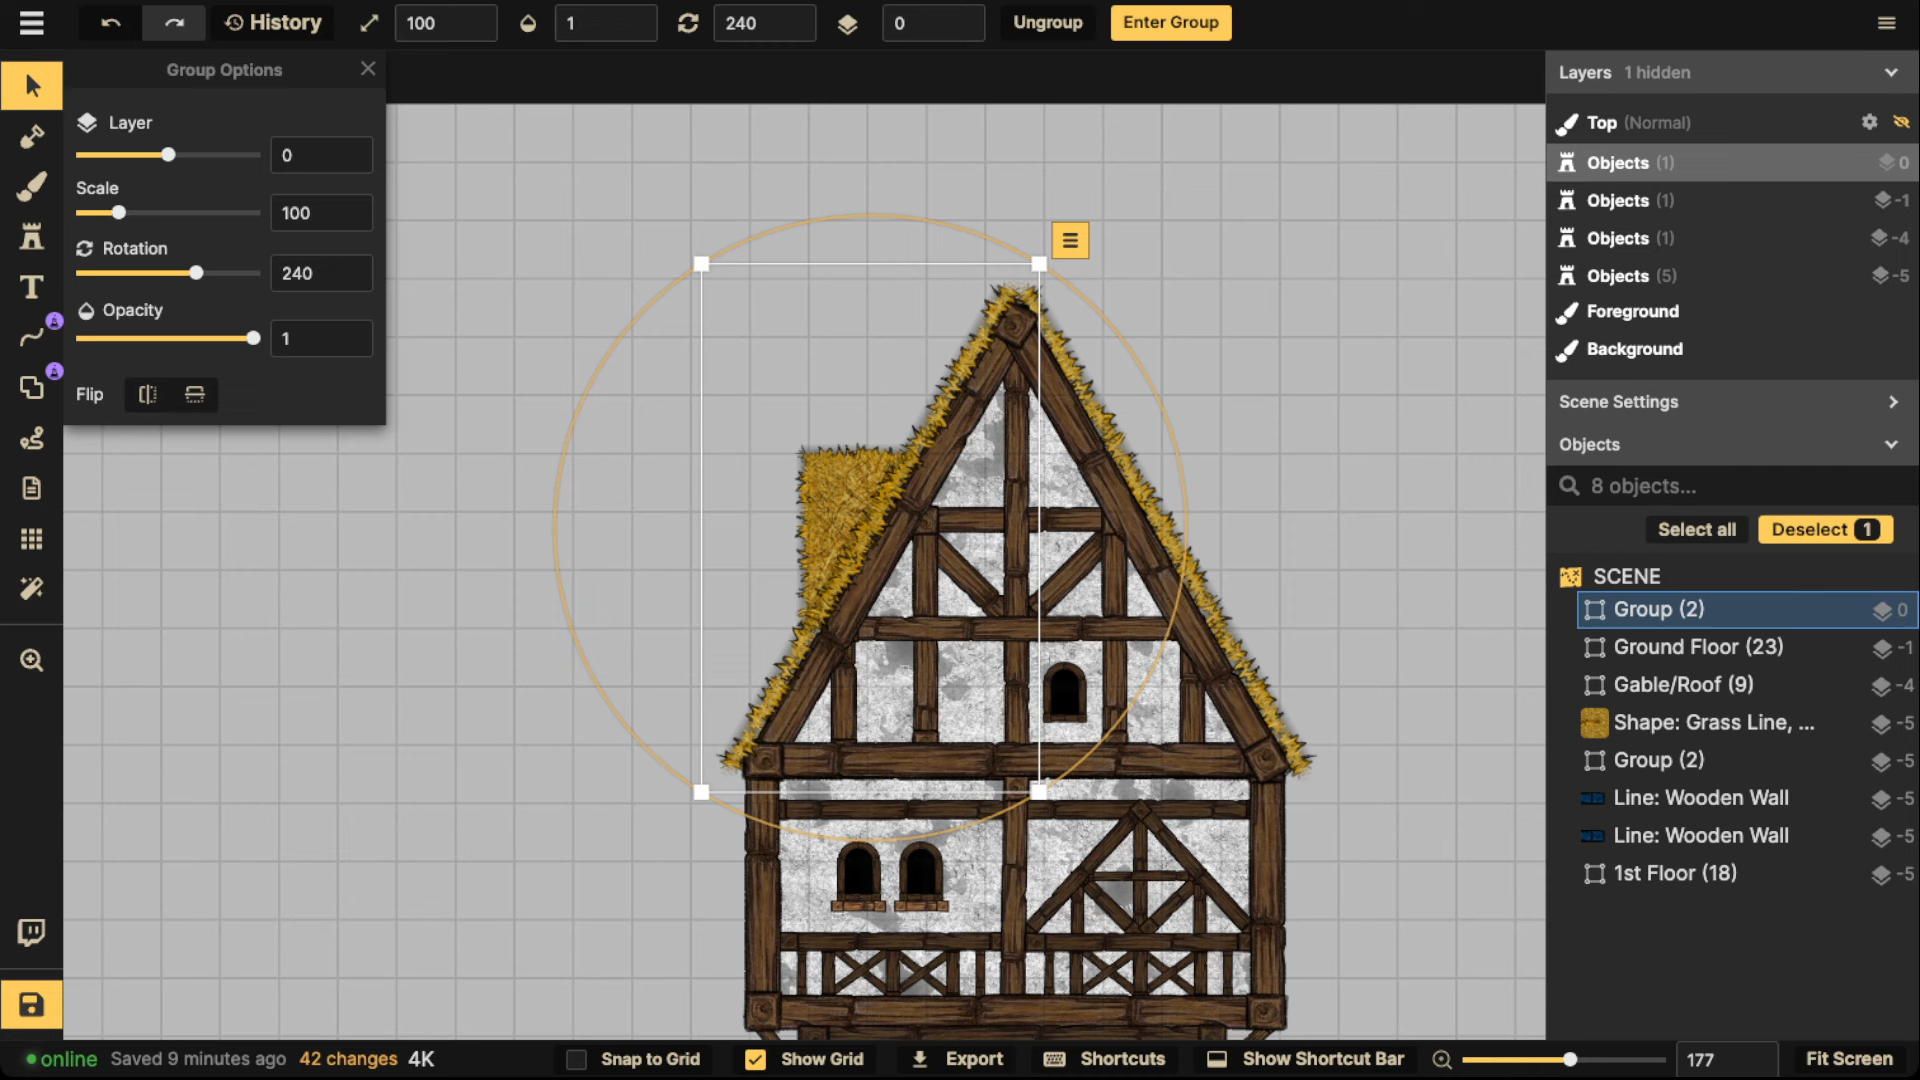 History
100
1
240
0
Ungroup
Enter Group
Group Options
Layer
0
Scale
100
Rotation
240
Opacity
1
Flip
Layers 1 hidden
Top (Normal)
Objects (1) 0
Objects (1) -1
Objects (1) -4
Objects (5) -5
Foreground
Background
Scene Settings
Objects
8 objects...
Select all
Deselect 1
SCENE
Group (2) 0
Ground Floor (23) -1
Gable/Roof (9) -4
Shape: Grass Line, ... -5
Group (2) -5
Line: Wooden Wall -5
Line: Wooden Wall -5
1st Floor (18) -5
online Saved 9 minutes ago 42 changes 4K
Snap to Grid
Show Grid
Export
Shortcuts
Show Shortcut Bar
177
Fit Screen